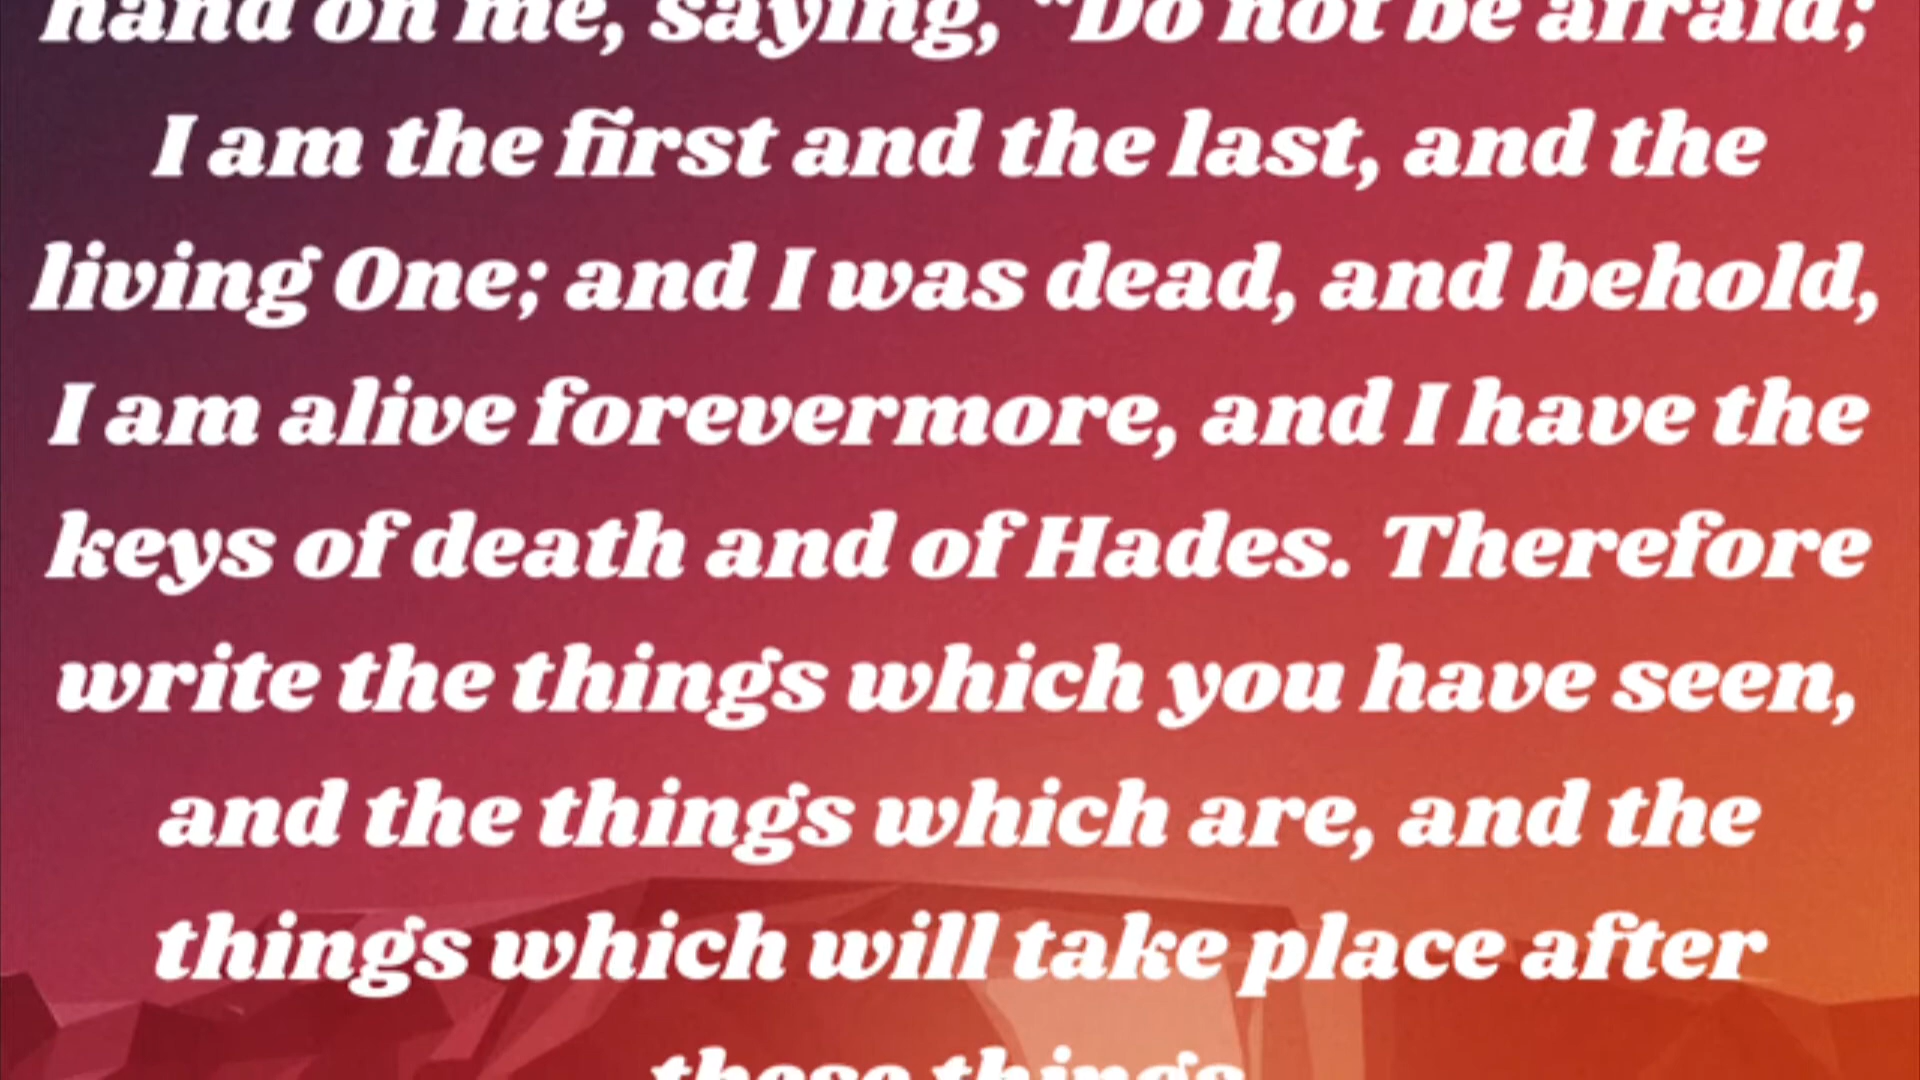 hand on me, saying, "Do not be afraid;
I am the first and the last, and the
living One; and I was dead, and behold,
I am alive forevermore, and I have the
keys of death and of Hades. Therefore
write the things which you have seen,
and the things which are, and the
things which will take place after
these things.